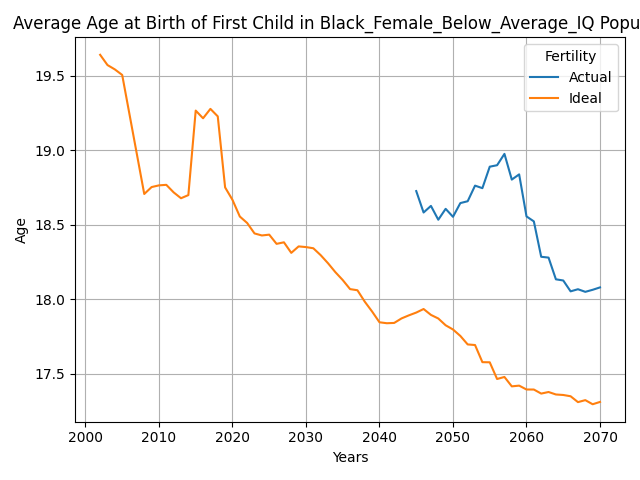 Average Age at Birth of First Child in Black_Female_Below_Average_IQ Popu
Fertility
Actual
Ideal
19.5
19.0
18.5
18.0
17.5
Age
2000 2010 2020 2030 2040 2050 2060 2070
Years